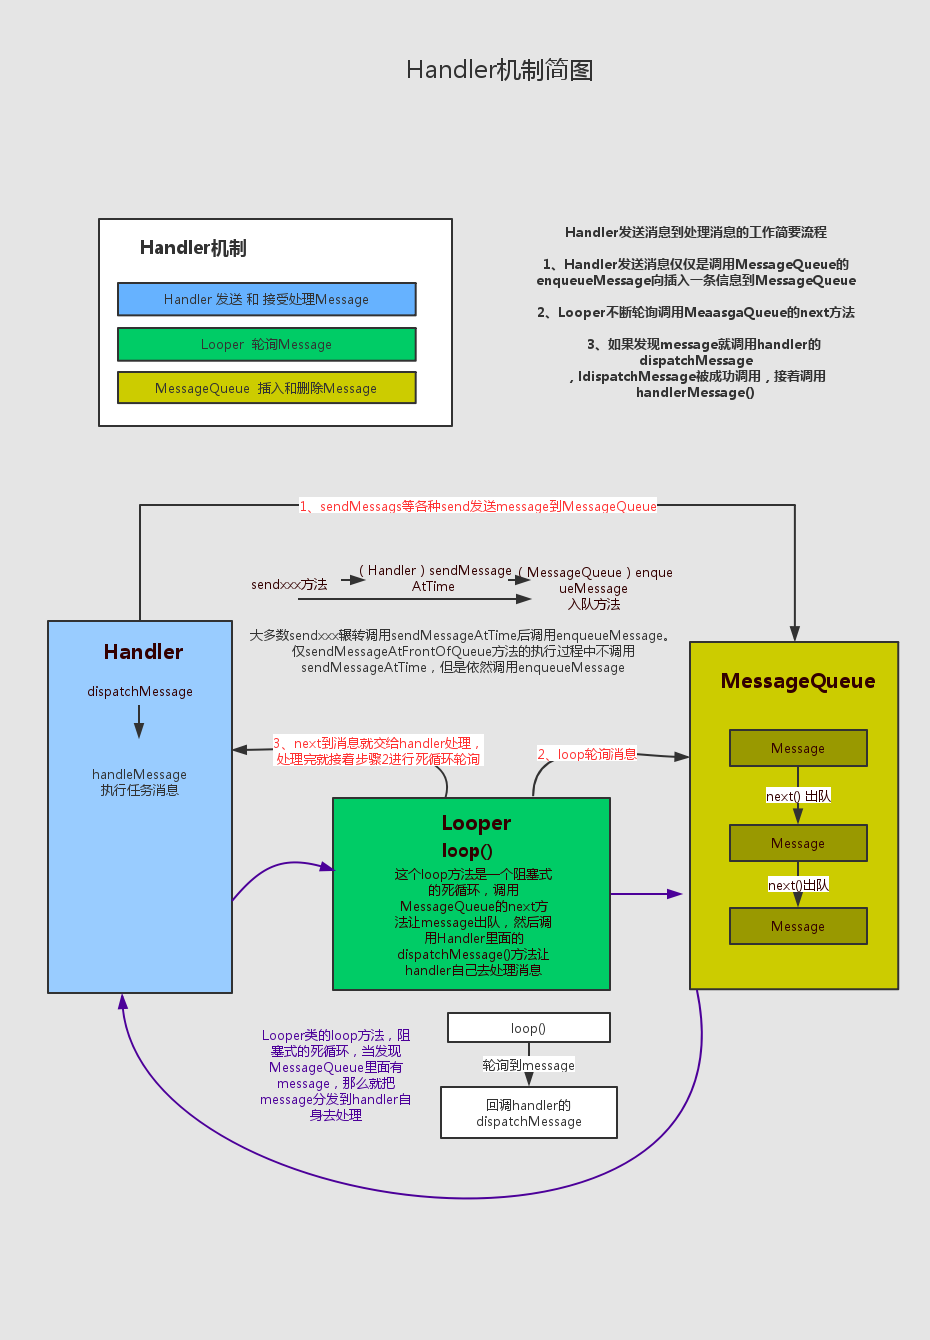 Handler机制简图
Handler机制
Handler 发送 和 接受处理Message
Looper  轮询Message
MessageQueue  插入和删除Message
Handler发送消息到处理消息的工作简要流程
1、Handler发送消息仅仅是调用MessageQueue的
enqueueMessage向插入一条信息到MessageQueue
2、Looper不断轮询调用MeaasgaQueue的next方法
3、如果发现message就调用handler的
dispatchMessage
，ldispatchMessage被成功调用，接着调用
handlerMessage()
1、sendMessags等各种send发送message到MessageQueue
sendxxx方法
（Handler）sendMessage
AtTime
（MessageQueue）enque
ueMessage
入队方法
大多数sendxxx辗转调用sendMessageAtTime后调用enqueueMessage。
仅sendMessageAtFrontOfQueue方法的执行过程中不调用
sendMessageAtTime，但是依然调用enqueueMessage
Handler
dispatchMessage
handleMessage
执行任务消息
3、next到消息就交给handler处理，
处理完就接着步骤2进行死循环轮询
2、loop轮询消息
MessageQueue
Message
next() 出队
Message
next()出队
Message
Looper
loop()
这个loop方法是一个阻塞式
的死循环，调用
MessageQueue的next方
法让message出队，然后调
用Handler里面的
dispatchMessage()方法让
handler自己去处理消息
Looper类的loop方法，阻
塞式的死循环，当发现
MessageQueue里面有
message，那么就把
message分发到handler自
身去处理
loop()
轮询到message
回调handler的
dispatchMessage